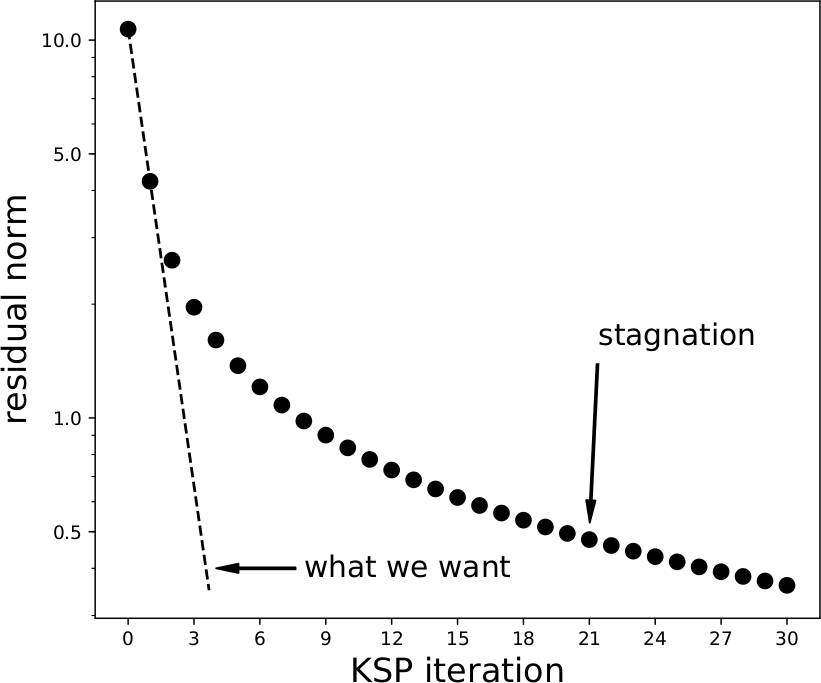 10.0
5.0
1.0
0.5
residual norm
stagnation
what we want
0 3 6 9 12 15 18 21 24 27 30
KSP iteration